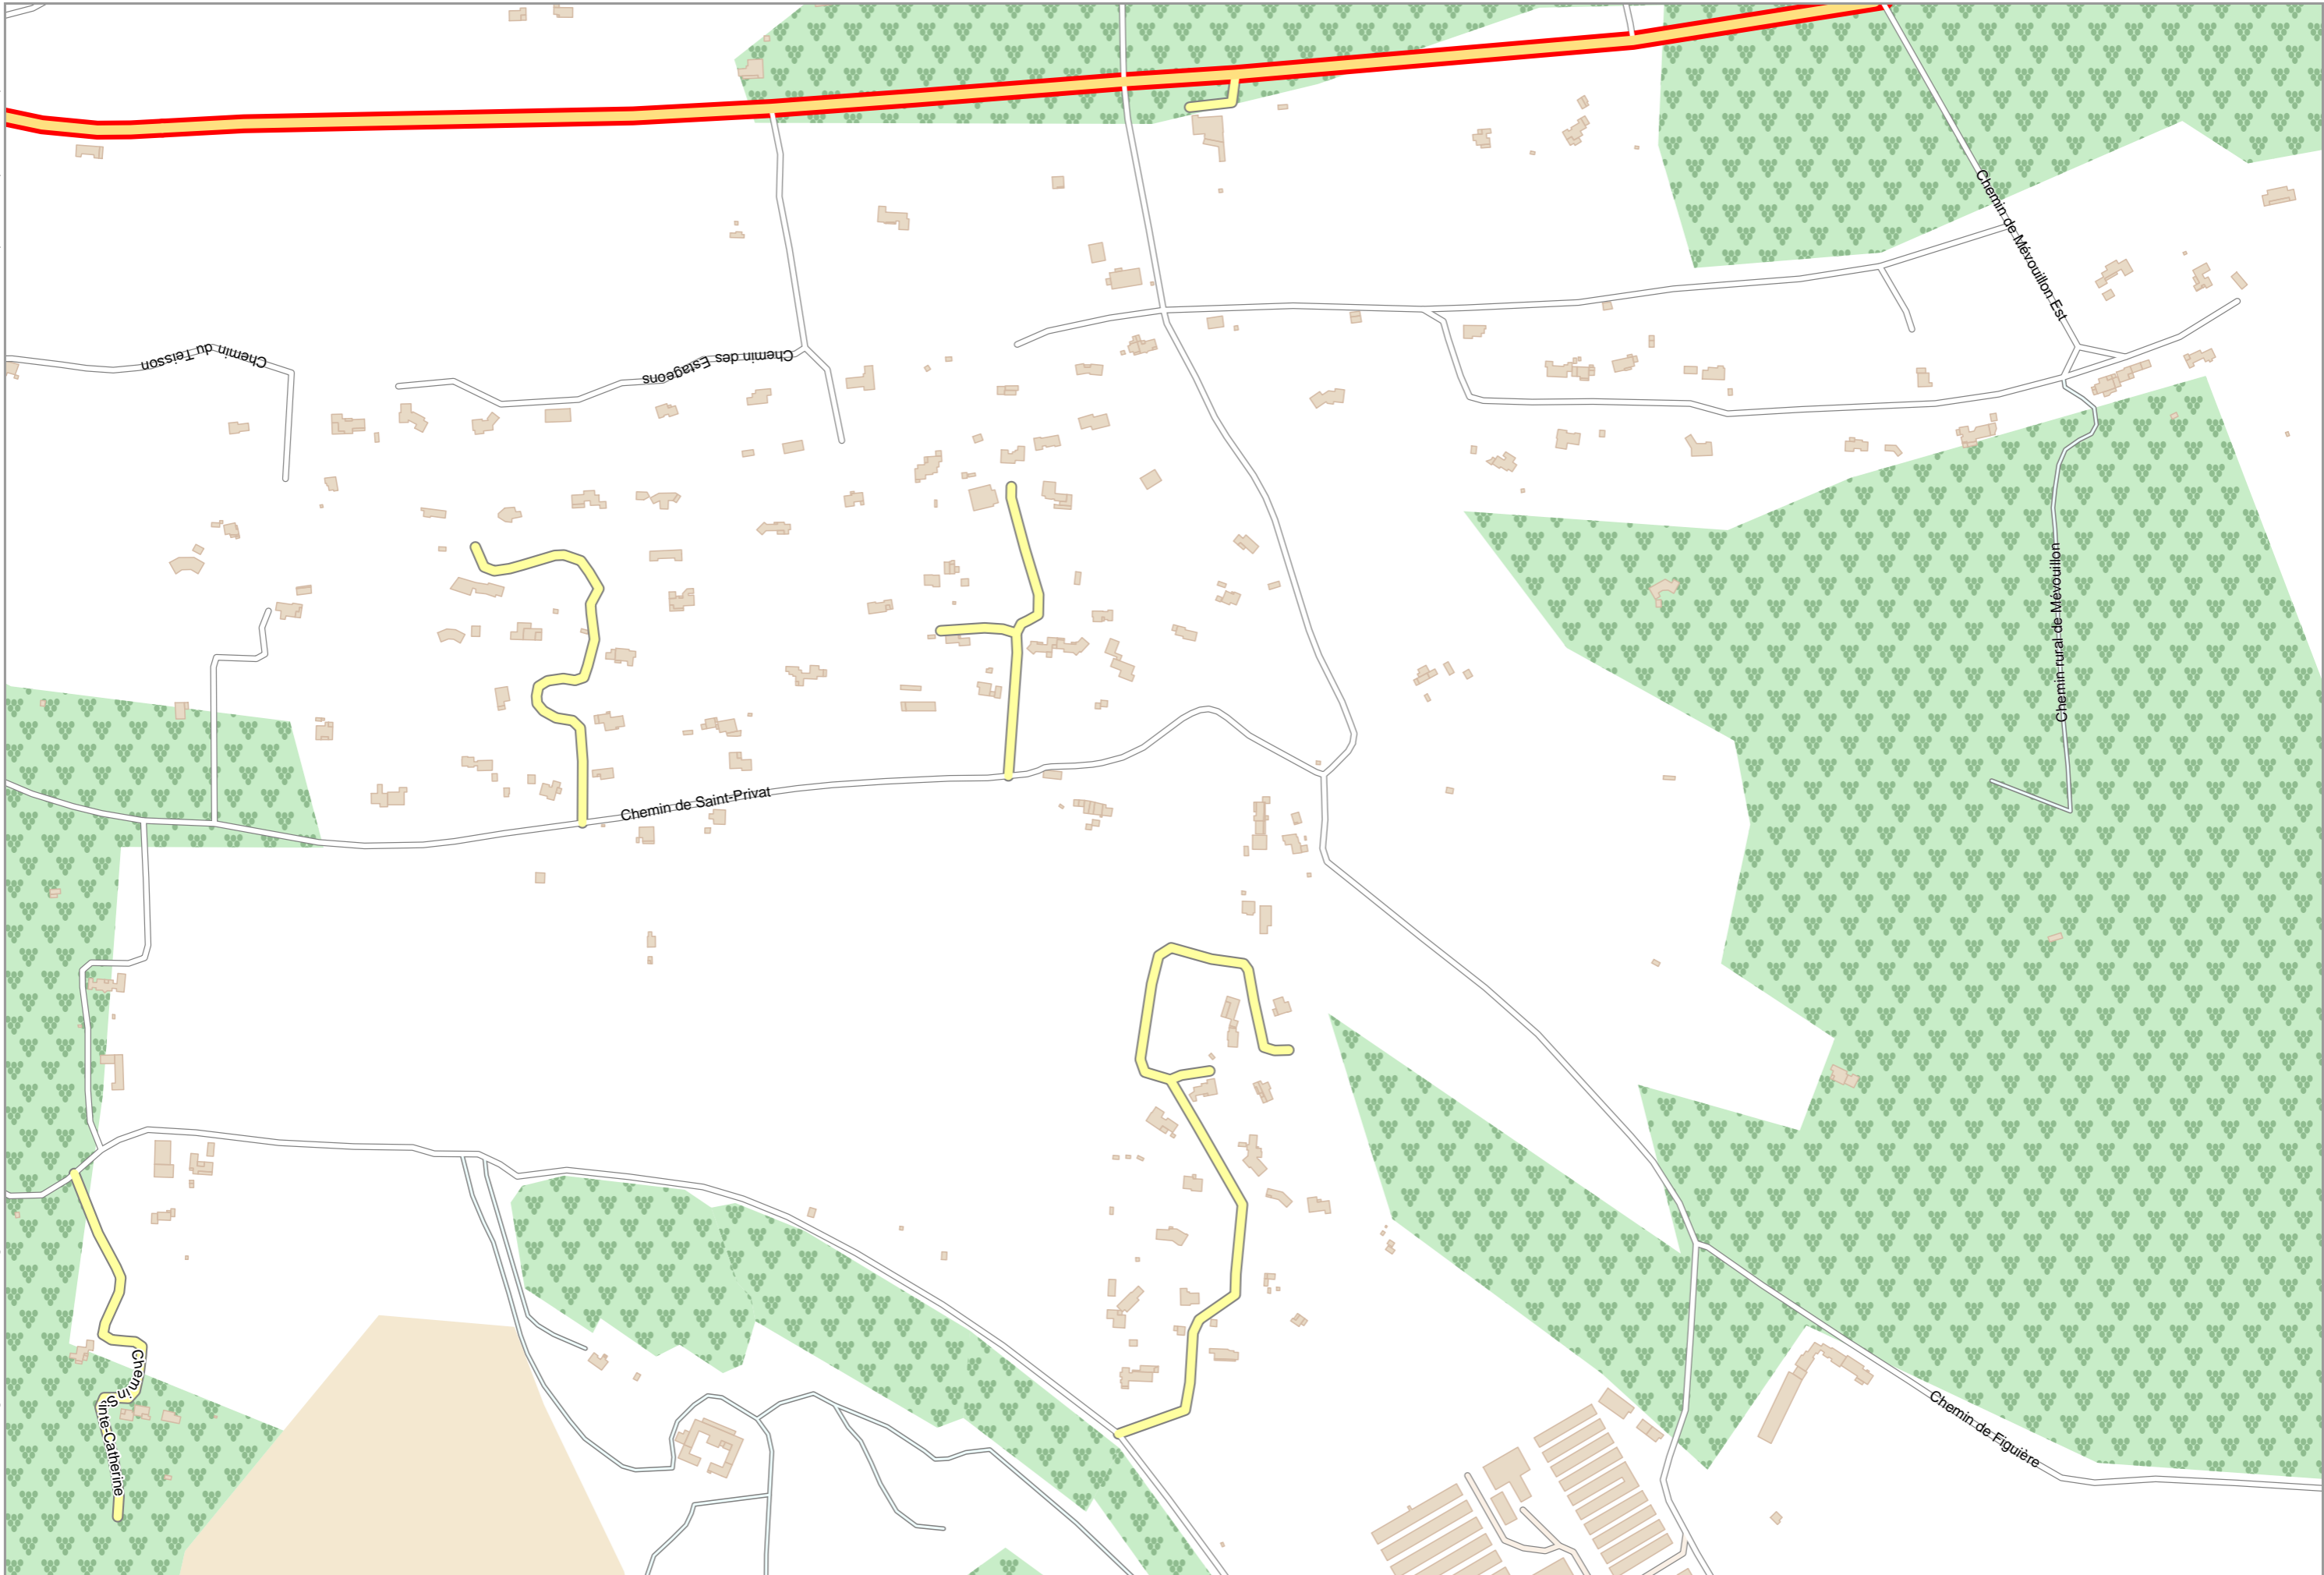 Chemin de Mévouillon Est
Chemin du Teisson
Chemin des Estageons
Chemin rural de Mévouillon
Chemin de Saint-Privat
Chemin Sainte-Catherine
Chemin de Figuière